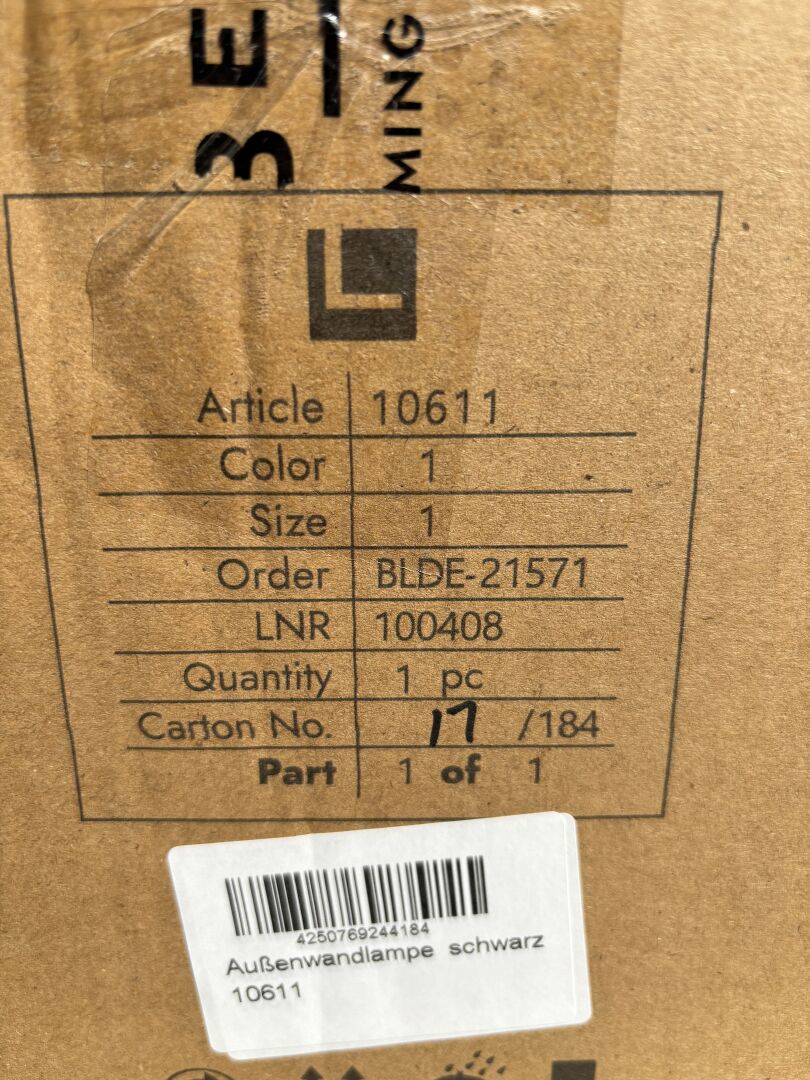 BE
MING
Article 10611
Color 1
Size 1
Order BLDE-21571
LNR 100408
Quantity 1 pc
Carton No. 17 /184
Part 1 of 1
4250769244184
Außenwandlampe schwarz
10611